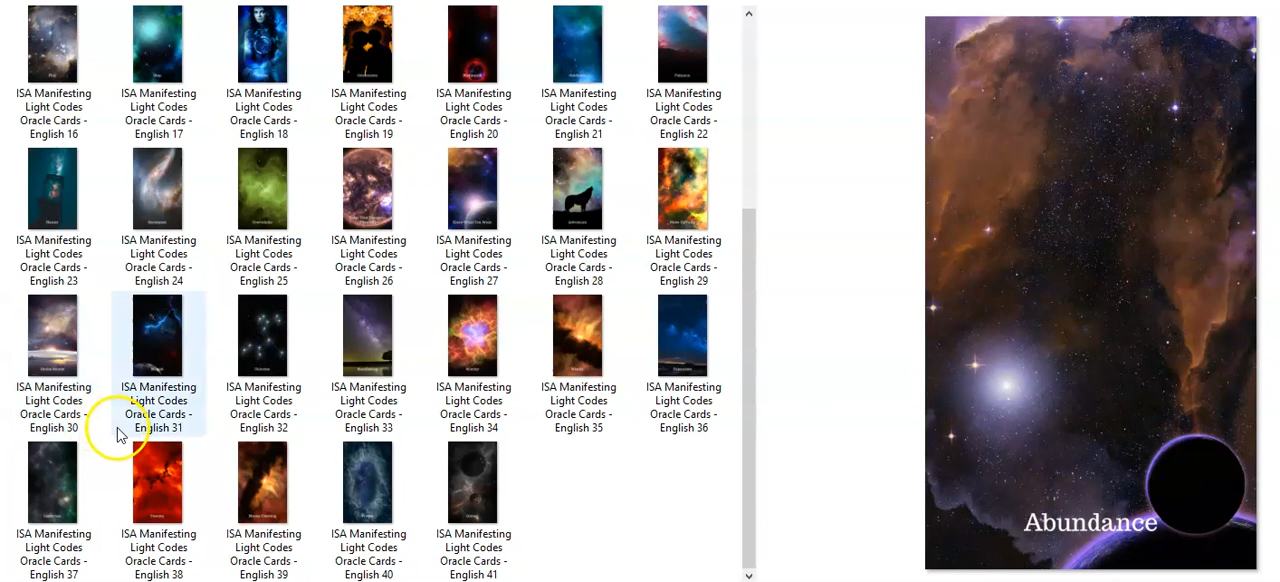 ISA Manifesting
Light Codes
Oracle Cards -
English 16
ISA Manifesting
Light Codes
Oracle Cards -
English 17
ISA Manifesting
Light Codes
Oracle Cards -
English 18
ISA Manifesting
Light Codes
Oracle Cards -
English 19
ISA Manifesting
Light Codes
Oracle Cards -
English 20
ISA Manifesting
Light Codes
Oracle Cards -
English 21
ISA Manifesting
Light Codes
Oracle Cards -
English 22
ISA Manifesting
Light Codes
Oracle Cards -
English 23
ISA Manifesting
Light Codes
Oracle Cards -
English 24
ISA Manifesting
Light Codes
Oracle Cards -
English 25
ISA Manifesting
Light Codes
Oracle Cards -
English 26
ISA Manifesting
Light Codes
Oracle Cards -
English 27
ISA Manifesting
Light Codes
Oracle Cards -
English 28
ISA Manifesting
Light Codes
Oracle Cards -
English 29
ISA Manifesting
Light Codes
Oracle Cards -
English 30
ISA Manifesting
Light Codes
Oracle Cards -
English 31
ISA Manifesting
Light Codes
Oracle Cards -
English 32
ISA Manifesting
Light Codes
Oracle Cards -
English 33
ISA Manifesting
Light Codes
Oracle Cards -
English 34
ISA Manifesting
Light Codes
Oracle Cards -
English 35
ISA Manifesting
Light Codes
Oracle Cards -
English 36
ISA Manifesting
Light Codes
Oracle Cards -
English 37
ISA Manifesting
Light Codes
Oracle Cards -
English 38
ISA Manifesting
Light Codes
Oracle Cards -
English 39
ISA Manifesting
Light Codes
Oracle Cards -
English 40
ISA Manifesting
Light Codes
Oracle Cards -
English 41
Abundance